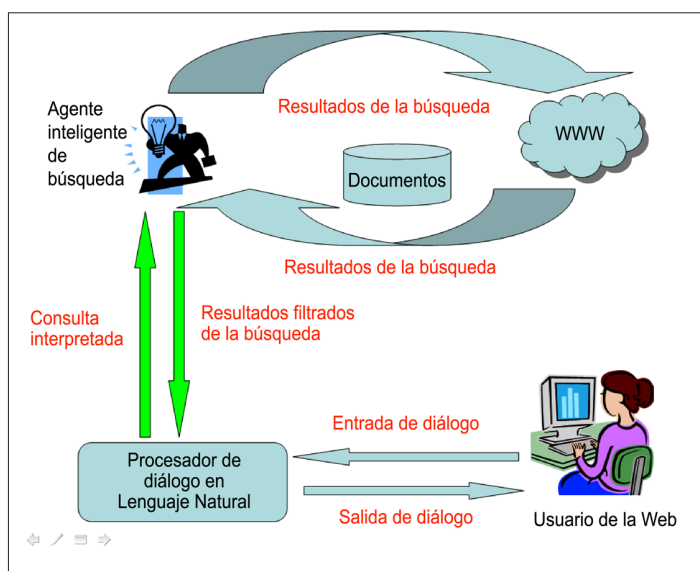 Agente
inteligente
de
búsqueda
Resultados de la búsqueda
WWW
Documentos
Resultados de la búsqueda
Consulta
interpretada
Resultados filtrados
de la búsqueda
Entrada de diálogo
Procesador de
diálogo en
Lenguaje Natural
Salida de diálogo
Usuario de la Web